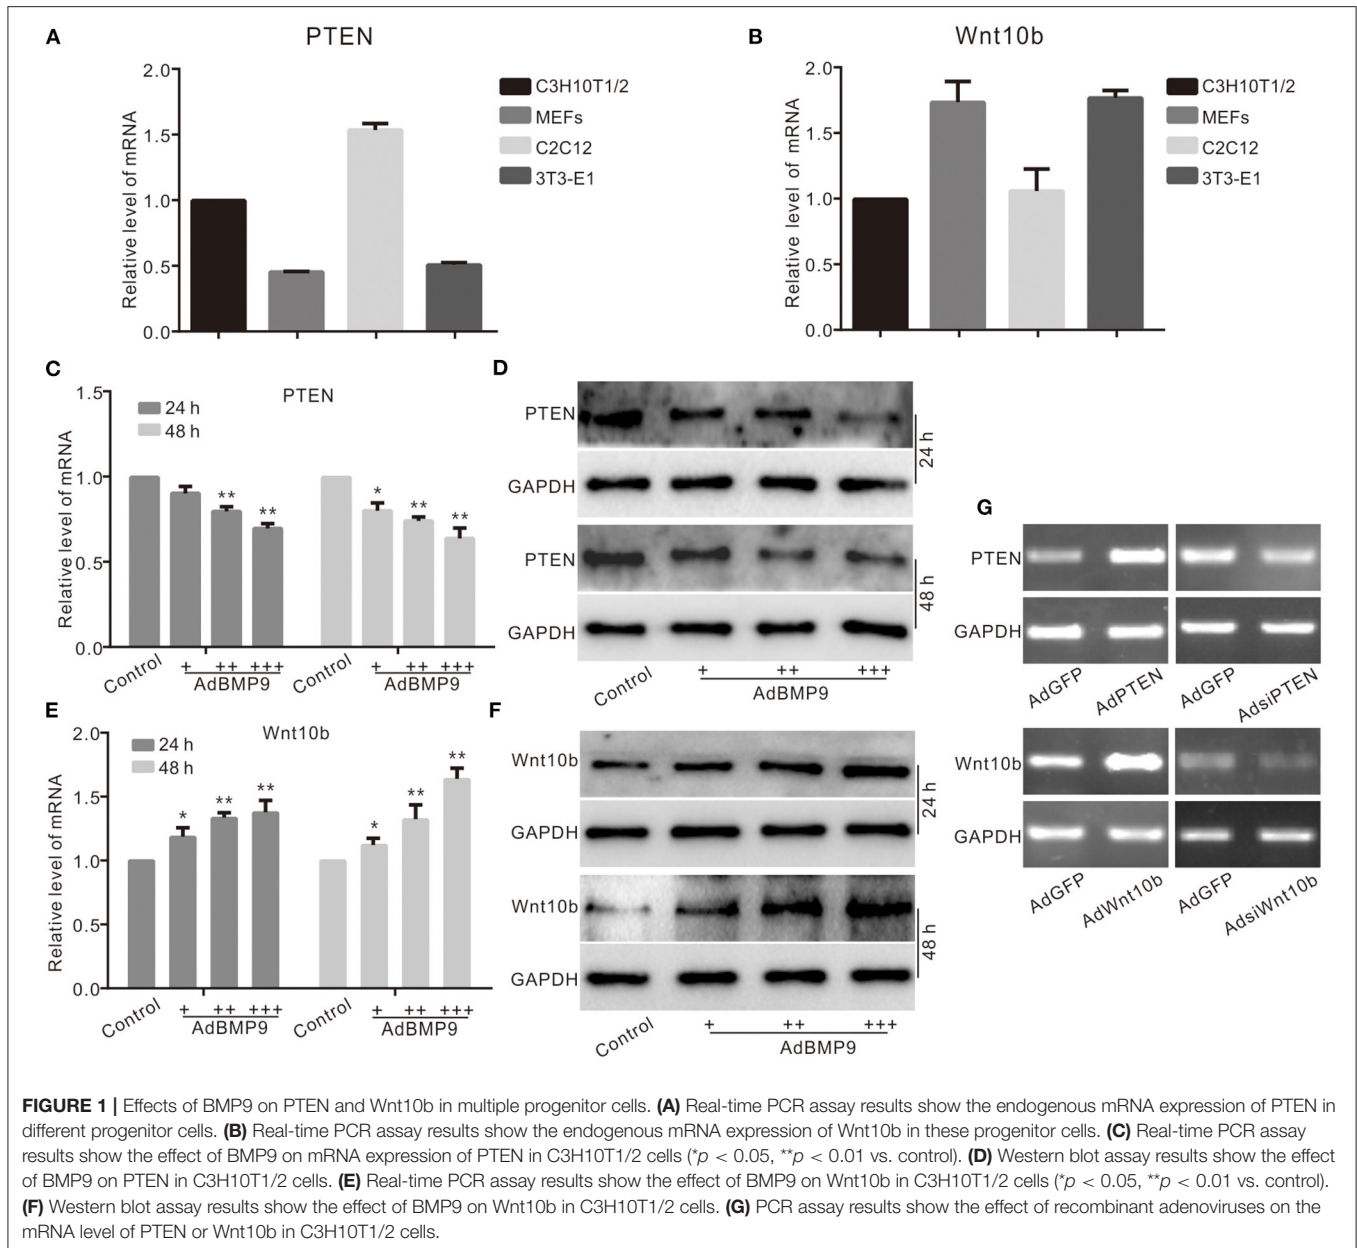 A
PTEN
Relative level of mRNA
2.0
1.5
1.0
0.5
0.0
C3H10T1/2
MEFs
C2C12
3T3-E1
B
Wnt10b
Relative level of mRNA
2.0
1.5
1.0
0.5
0.0
C3H10T1/2
MEFs
C2C12
3T3-E1
C
PTEN
Relative level of mRNA
1.5
1.0
0.5
0.0
24 h
48 h
** ** * ** **
Control + ++ +++ Control + ++ +++
AdBMP9 AdBMP9
D
PTEN
GAPDH
24 h
PTEN
GAPDH
48 h
Control + ++ +++
AdBMP9
E
Wnt10b
Relative level of mRNA
2.0
1.5
1.0
0.5
0.0
24 h
48 h
* ** ** * ** **
Control + ++ +++ Control + ++ +++
AdBMP9 AdBMP9
F
Wnt10b
GAPDH
24 h
Wnt10b
GAPDH
48 h
Control + ++ +++
AdBMP9
G
PTEN
GAPDH
AdGFP AdPTEN AdGFP AdsiPTEN
Wnt10b
GAPDH
AdGFP AdWnt10b AdGFP AdsiWnt10b
FIGURE 1 | Effects of BMP9 on PTEN and Wnt10b in multiple progenitor cells. (A) Real-time PCR assay results show the endogenous mRNA expression of PTEN in
different progenitor cells. (B) Real-time PCR assay results show the endogenous mRNA expression of Wnt10b in these progenitor cells. (C) Real-time PCR assay
results show the effect of BMP9 on mRNA expression of PTEN in C3H10T1/2 cells (*p < 0.05, **p < 0.01 vs. control). (D) Western blot assay results show the effect
of BMP9 on PTEN in C3H10T1/2 cells. (E) Real-time PCR assay results show the effect of BMP9 on Wnt10b in C3H10T1/2 cells (*p < 0.05, **p < 0.01 vs. control).
(F) Western blot assay results show the effect of BMP9 on Wnt10b in C3H10T1/2 cells. (G) PCR assay results show the effect of recombinant adenoviruses on the
mRNA level of PTEN or Wnt10b in C3H10T1/2 cells.